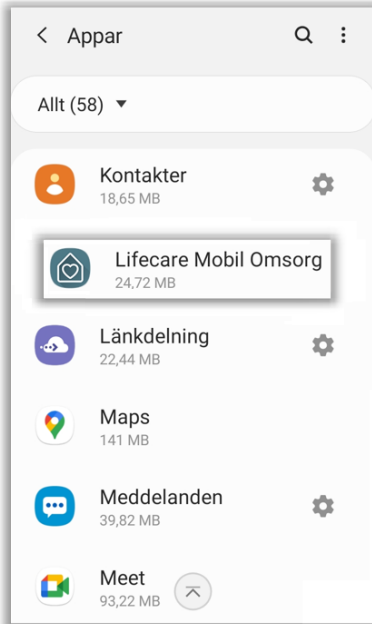 Appar
Allt (58)
Kontakter
18,65 MB
Lifecare Mobil Omsorg
24,72 MB
Länkdelning
22,44 MB
Maps
141 MB
Meddelanden
39,82 MB
Meet
93,22 MB